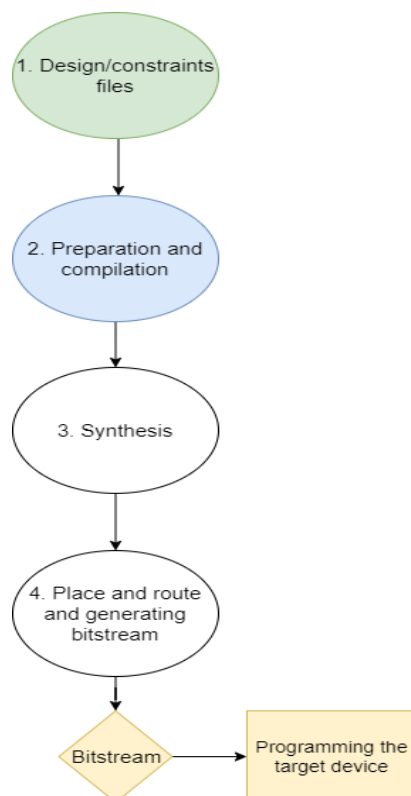 1. Design/constraints
files
2. Preparation and
compilation
3. Synthesis
4. Place and route
and generating
bitstream
Bitstream
Programming the
target device